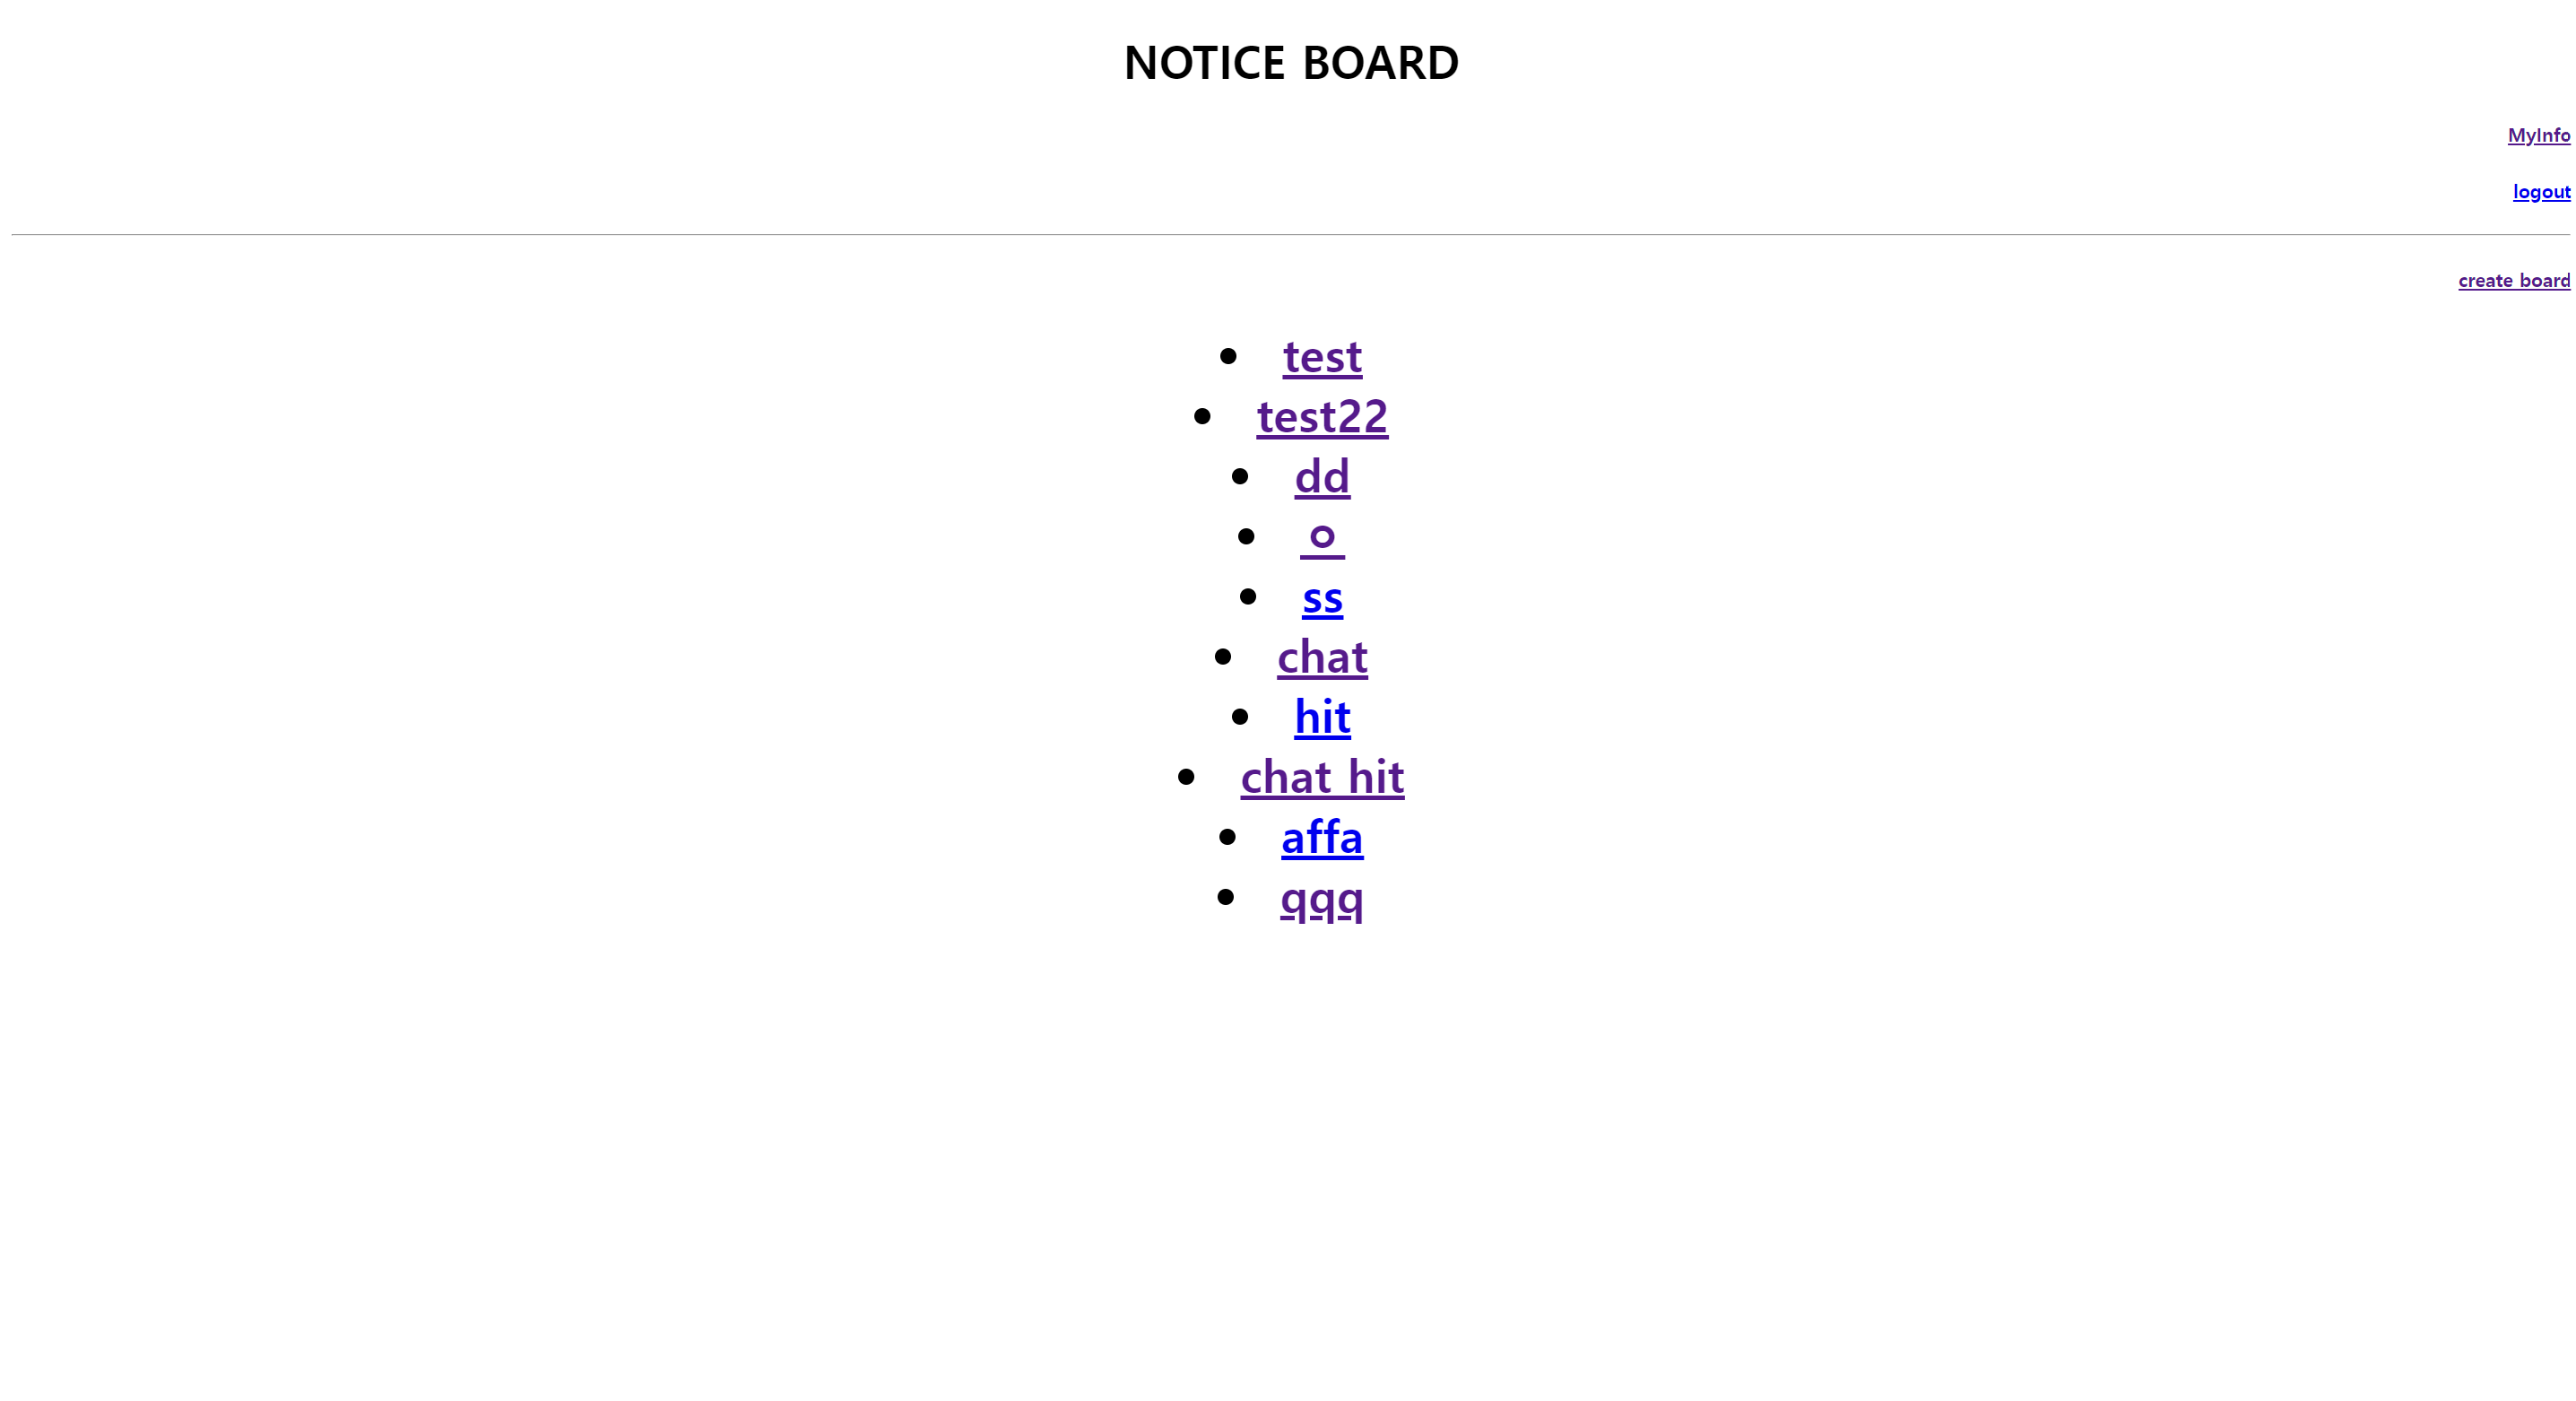 NOTICE BOARD
MyInfo
logout
create board
• test
• test22
• dd
• ㅇ
• ss
• chat
• hit
• chat hit
• affa
• qqq